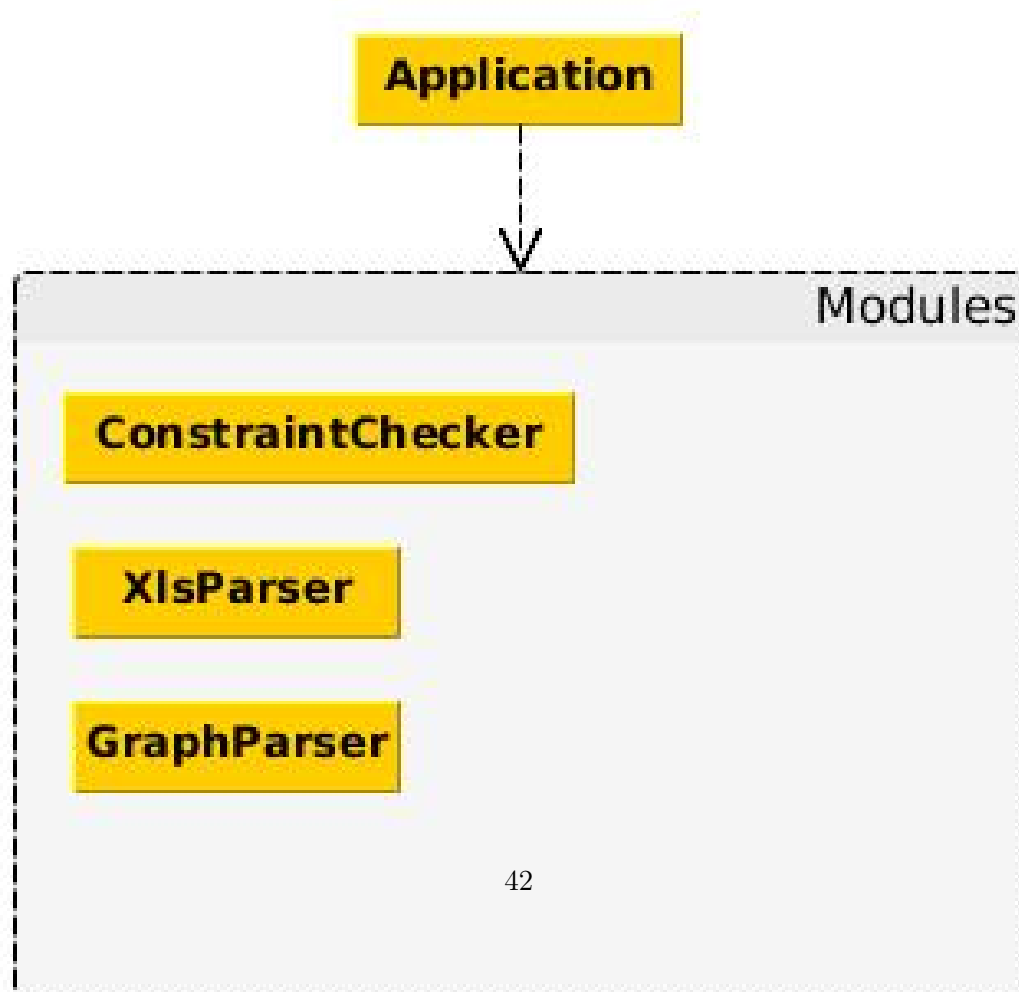 Application
Modules
ConstraintChecker
XlsParser
GraphParser
42